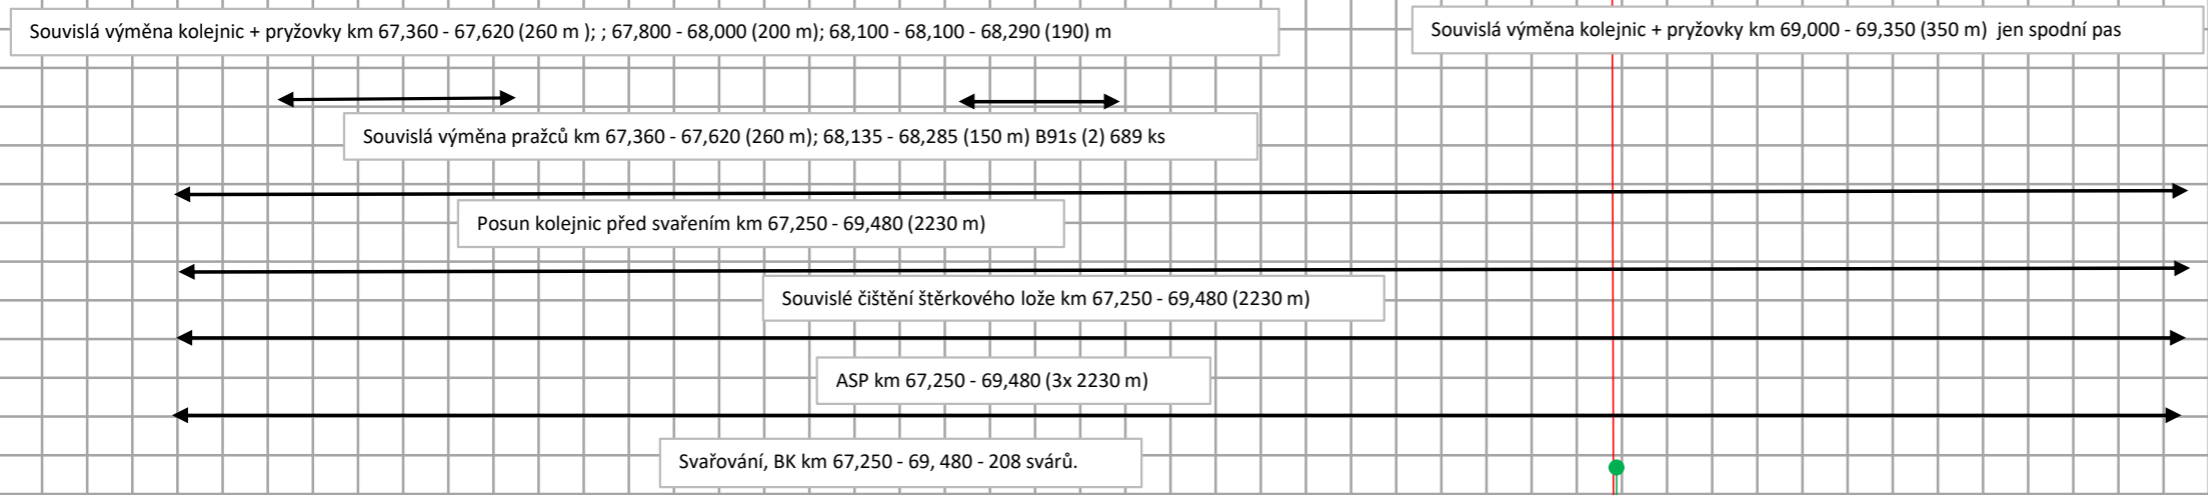 Souvislá výměna kolejnic + pryžovky km 67,360 - 67,620 (260 m ); ; 67,800 - 68,000 (200 m); 68,100 - 68,100 - 68,290 (190) m
Souvislá výměna kolejnic + pryžovky km 69,000 - 69,350 (350 m) jen spodní pas
Souvislá výměna pražců km 67,360 - 67,620 (260 m); 68,135 - 68,285 (150 m) B91s (2) 689 ks
Posun kolejnic před svařením km 67,250 - 69,480 (2230 m)
Souvislé čištění štěrkového lože km 67,250 - 69,480 (2230 m)
ASP km 67,250 - 69,480 (3x 2230 m)
Svařování, BK km 67,250 - 69, 480 - 208 svárů.